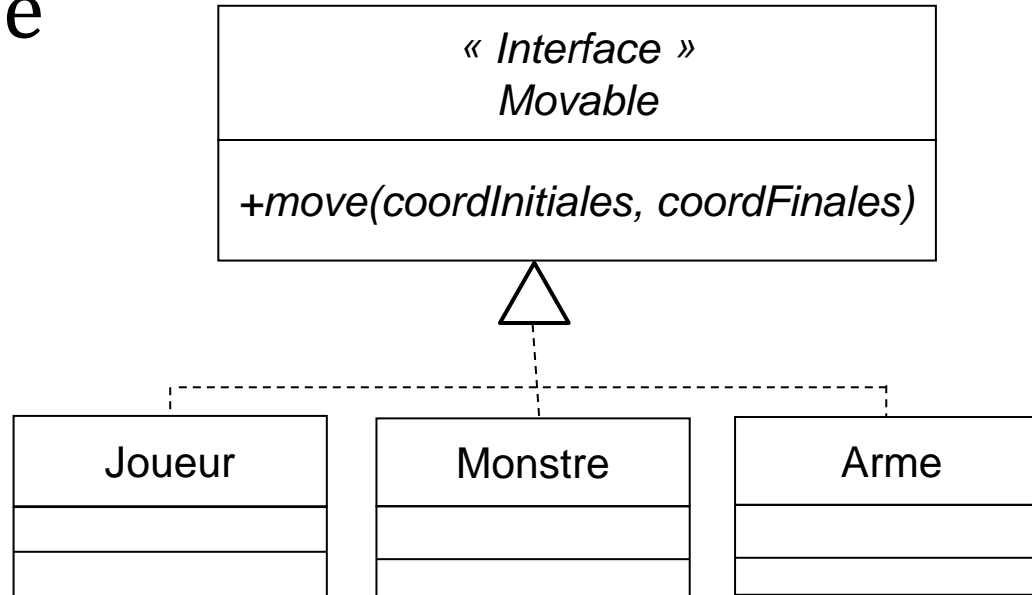 e
« Interface »
Movable
+move(coordInitiales, coordFinales)
Joueur
Monstre
Arme